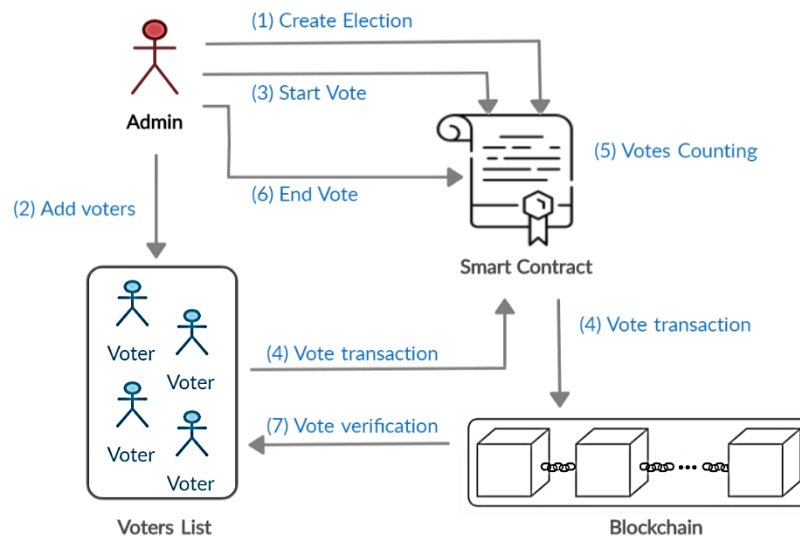 (1) Create Election
(3) Start Vote
Admin
(5) Votes Counting
(6) End Vote
(2) Add voters
Smart Contract
(4) Vote transaction
Voter
(4) Vote transaction
Voter
(7) Vote verification
Voter
Voter
Voters List
Blockchain